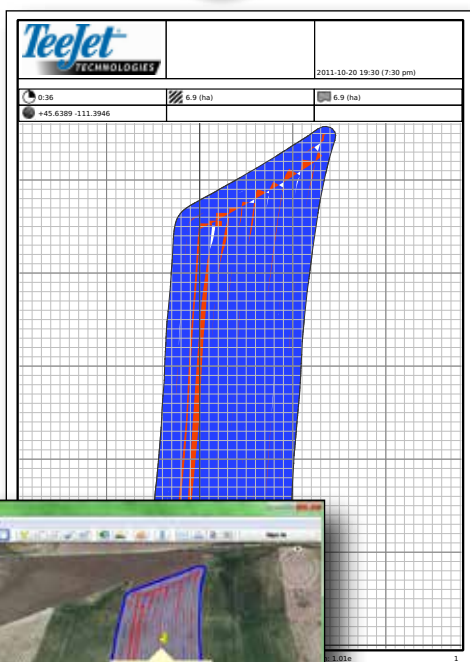 TeeJet
TECHNOLOGIES
2011-10-20 19:30 (7:30 pm)
0:36
6.9 (ha)
6.9 (ha)
+45.6389 -111.3946
1.01e
1